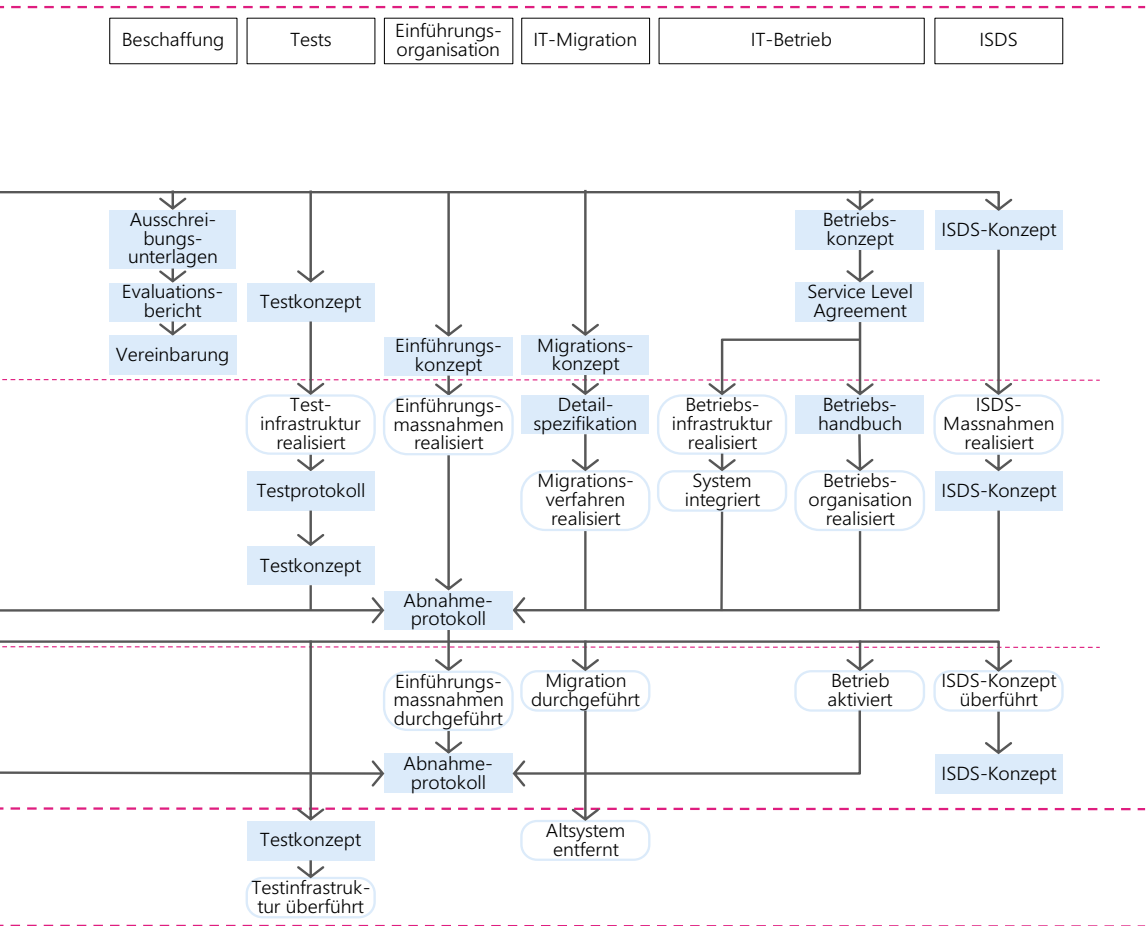 Beschaffung
Tests
Einführungs-
organisation
IT-Migration
IT-Betrieb
ISDS
Ausschrei-
bungs-
unterlagen
Betriebs-
konzept
ISDS-Konzept
Evaluations-
bericht
Testkonzept
Service Level
Agreement
Vereinbarung
Einführungs-
konzept
Migrations-
konzept
Test-
infrastruktur
realisiert
Einführungs-
massnahmen
realisiert
Detail-
spezifikation
Betriebs-
infrastruktur
realisiert
Betriebs-
handbuch
ISDS-
Massnahmen
realisiert
Testprotokoll
Migrations-
verfahren
realisiert
System
integriert
Betriebs-
organisation
realisiert
ISDS-Konzept
Testkonzept
Abnahme-
protokoll
Einführungs-
massnahmen
durchgeführt
Migration
durchgeführt
Betrieb
aktiviert
ISDS-Konzept
überführt
Abnahme-
protokoll
ISDS-Konzept
Testkonzept
Altsystem
entfernt
Testinfrastruk-
tur überführt